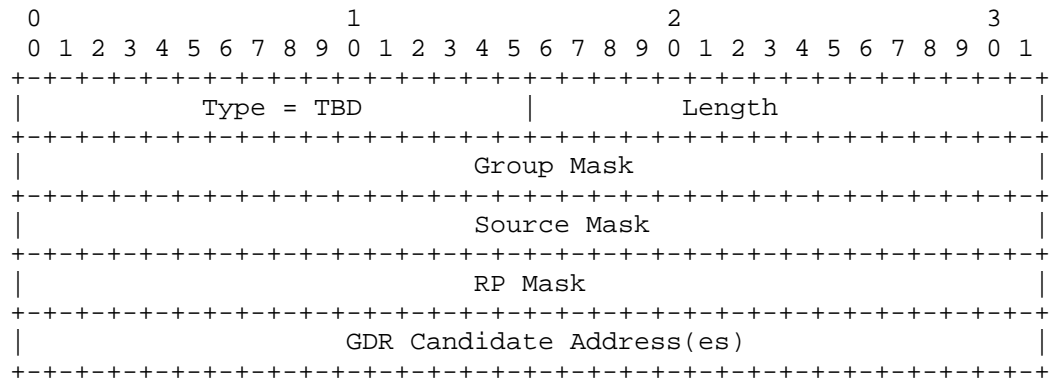 0                   1                   2                   3
 0 1 2 3 4 5 6 7 8 9 0 1 2 3 4 5 6 7 8 9 0 1 2 3 4 5 6 7 8 9 0 1
+-+-+-+-+-+-+-+-+-+-+-+-+-+-+-+-+-+-+-+-+-+-+-+-+-+-+-+-+-+-+-+-+
|           Type = TBD          |         Length                |
+-+-+-+-+-+-+-+-+-+-+-+-+-+-+-+-+-+-+-+-+-+-+-+-+-+-+-+-+-+-+-+-+
|                            Group Mask                         |
+-+-+-+-+-+-+-+-+-+-+-+-+-+-+-+-+-+-+-+-+-+-+-+-+-+-+-+-+-+-+-+-+
|                            Source Mask                        |
+-+-+-+-+-+-+-+-+-+-+-+-+-+-+-+-+-+-+-+-+-+-+-+-+-+-+-+-+-+-+-+-+
|                            RP Mask                            |
+-+-+-+-+-+-+-+-+-+-+-+-+-+-+-+-+-+-+-+-+-+-+-+-+-+-+-+-+-+-+-+-+
|                    GDR Candidate Address(es)                  |
+-+-+-+-+-+-+-+-+-+-+-+-+-+-+-+-+-+-+-+-+-+-+-+-+-+-+-+-+-+-+-+-+